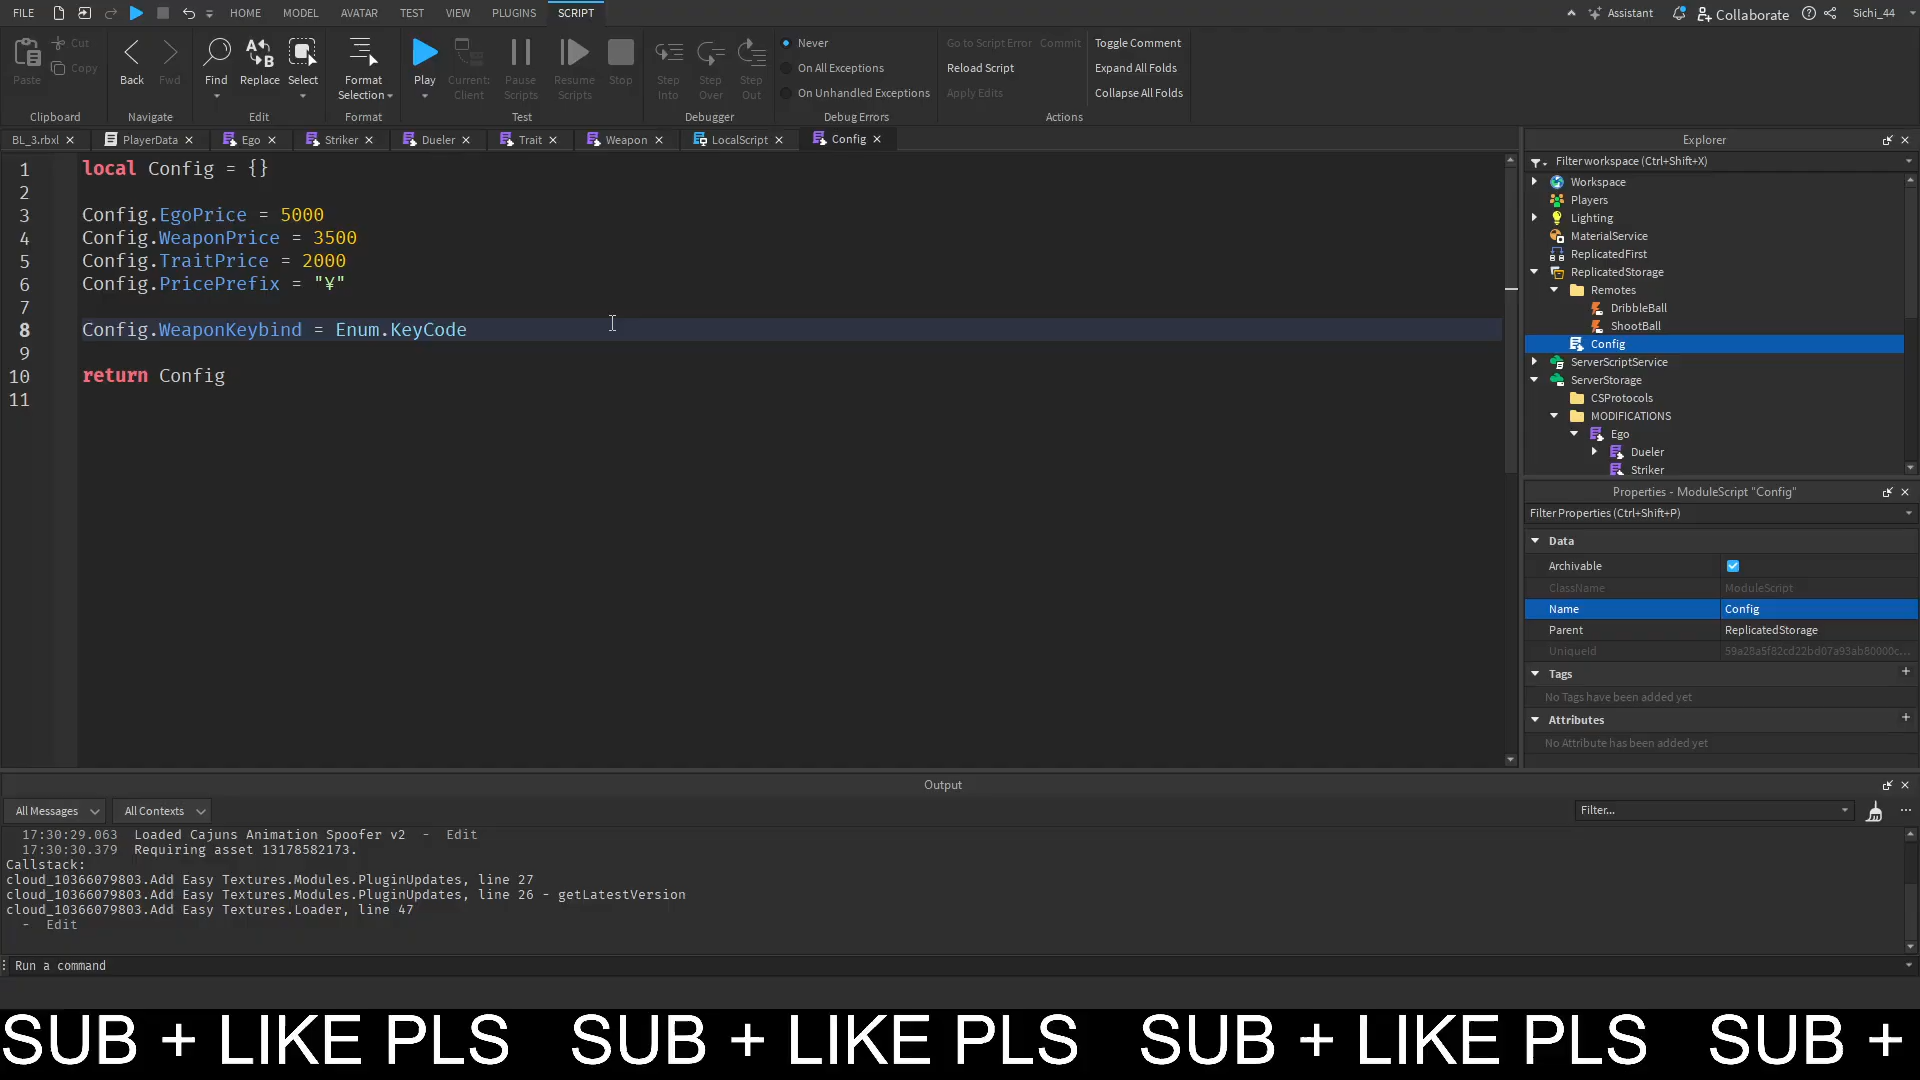 FILE HOME MODEL AVATAR TEST VIEW PLUGINS SCRIPT Assistant Collaborate Sichi_44
Paste Cut Copy Back Fwd Find Replace Select Format Selection Play Current: Client Pause Scripts Resume Scripts Stop Step Into Step Over Step Out
Never
On All Exceptions
On Unhandled Exceptions
Go to Script Error Commit Toggle Comment
Reload Script Expand All Folds
Apply Edits Collapse All Folds
Clipboard Navigate Edit Format Test Debugger Debug Errors Actions
BL_3.rbxl PlayerData Ego Striker Dueler Trait Weapon LocalScript Config
1 local Config = {}
2
3 Config.EgoPrice = 5000
4 Config.WeaponPrice = 3500
5 Config.TraitPrice = 2000
6 Config.PricePrefix = "¥"
7
8 Config.WeaponKeybind = Enum.KeyCode
9
10 return Config
11
Explorer
Filter workspace (Ctrl+Shift+X)
Workspace
Players
Lighting
MaterialService
ReplicatedFirst
ReplicatedStorage
Remotes
DribbleBall
ShootBall
Config
ServerScriptService
ServerStorage
CSProtocols
MODIFICATIONS
Ego
Dueler
Striker
Properties - ModuleScript "Config"
Filter Properties (Ctrl+Shift+P)
Data
Archivable
ClassName ModuleScript
Name Config
Parent ReplicatedStorage
UniqueId 59a28a5f82cd22bd07a93ab80000c...
Tags
No Tags have been added yet
Attributes
No Attribute has been added yet
Output
All Messages All Contexts Filter...
17:30:29.063 Loaded Cajuns Animation Spoofer v2 - Edit
17:30:30.379 Requiring asset 13178582173.
Callstack:
cloud_10366079803.Add Easy Textures.Modules.PluginUpdates, line 27
cloud_10366079803.Add Easy Textures.Modules.PluginUpdates, line 26 - getLatestVersion
cloud_10366079803.Add Easy Textures.Loader, line 47
- Edit
Run a command
SUB + LIKE PLS SUB + LIKE PLS SUB + LIKE PLS SUB +